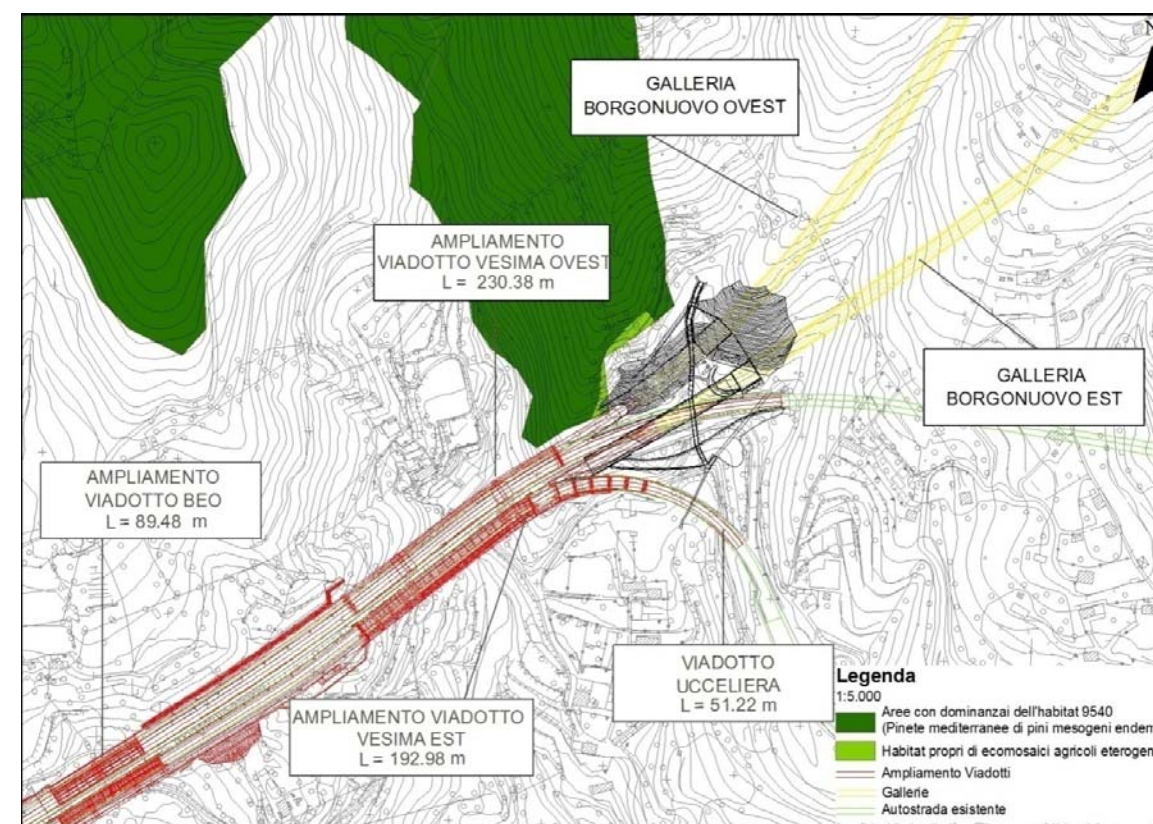 GALLERIA
BORGONUOVO OVEST
AMPLIAMENTO
VIADOTTO VESIMA OVEST
L = 230.38 m
GALLERIA
BORGONUOVO EST
AMPLIAMENTO
VIADOTTO BEO
L = 89.48 m
VIADOTTO
UCCELIERA
L = 51.22 m
AMPLIAMENTO VIADOTTO
VESIMA EST
L = 192.98 m
Legenda
1:5.000
Aree con dominanzai dell'habitat 9540
(Pinete mediterranee di pini mesogeni endem
Habitat propri di ecomosaici agricoli eterogen
Ampliamento Viadotti
Gallerie
Autostrada esistente